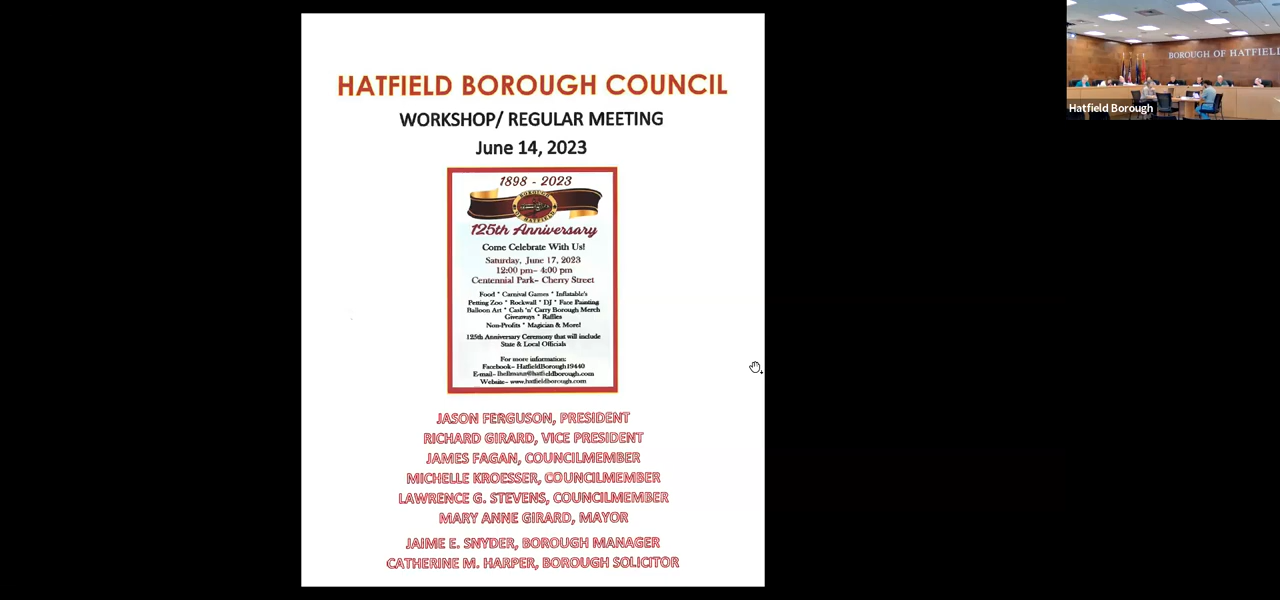 HATFIELD BOROUGH COUNCIL
WORKSHOP/ REGULAR MEETING
June 14, 2023
1898 - 2023
BOROUGH
OF HATFIELD
125th Anniversary
Come Celebrate With Us!
Saturday, June 17, 2023
12:00 pm– 4:00 pm
Centennial Park– Cherry Street
Food * Carnival Games * Inflatable's
Petting Zoo * Rockwall * DJ * Face Painting
Balloon Art * Cash 'n' Carry Borough Merch
Giveaways * Raffles
Non-Profits * Magician & More!
125th Anniversary Ceremony that will include
State & Local Officials
For more information:
Facebook– HatfieldBorough19440
E-mail–
Website– www.hatfieldborough.com
JASON FERGUSON, PRESIDENT
RICHARD GIRARD, VICE PRESIDENT
JAMES FAGAN, COUNCILMEMBER
MICHELLE KROESSER, COUNCILMEMBER
LAWRENCE G. STEVENS, COUNCILMEMBER
MARY ANNE GIRARD, MAYOR
JAIME E. SNYDER, BOROUGH MANAGER
CATHERINE M. HARPER, BOROUGH SOLICITOR
BOROUGH OF HATFIELD
Hatfield Borough